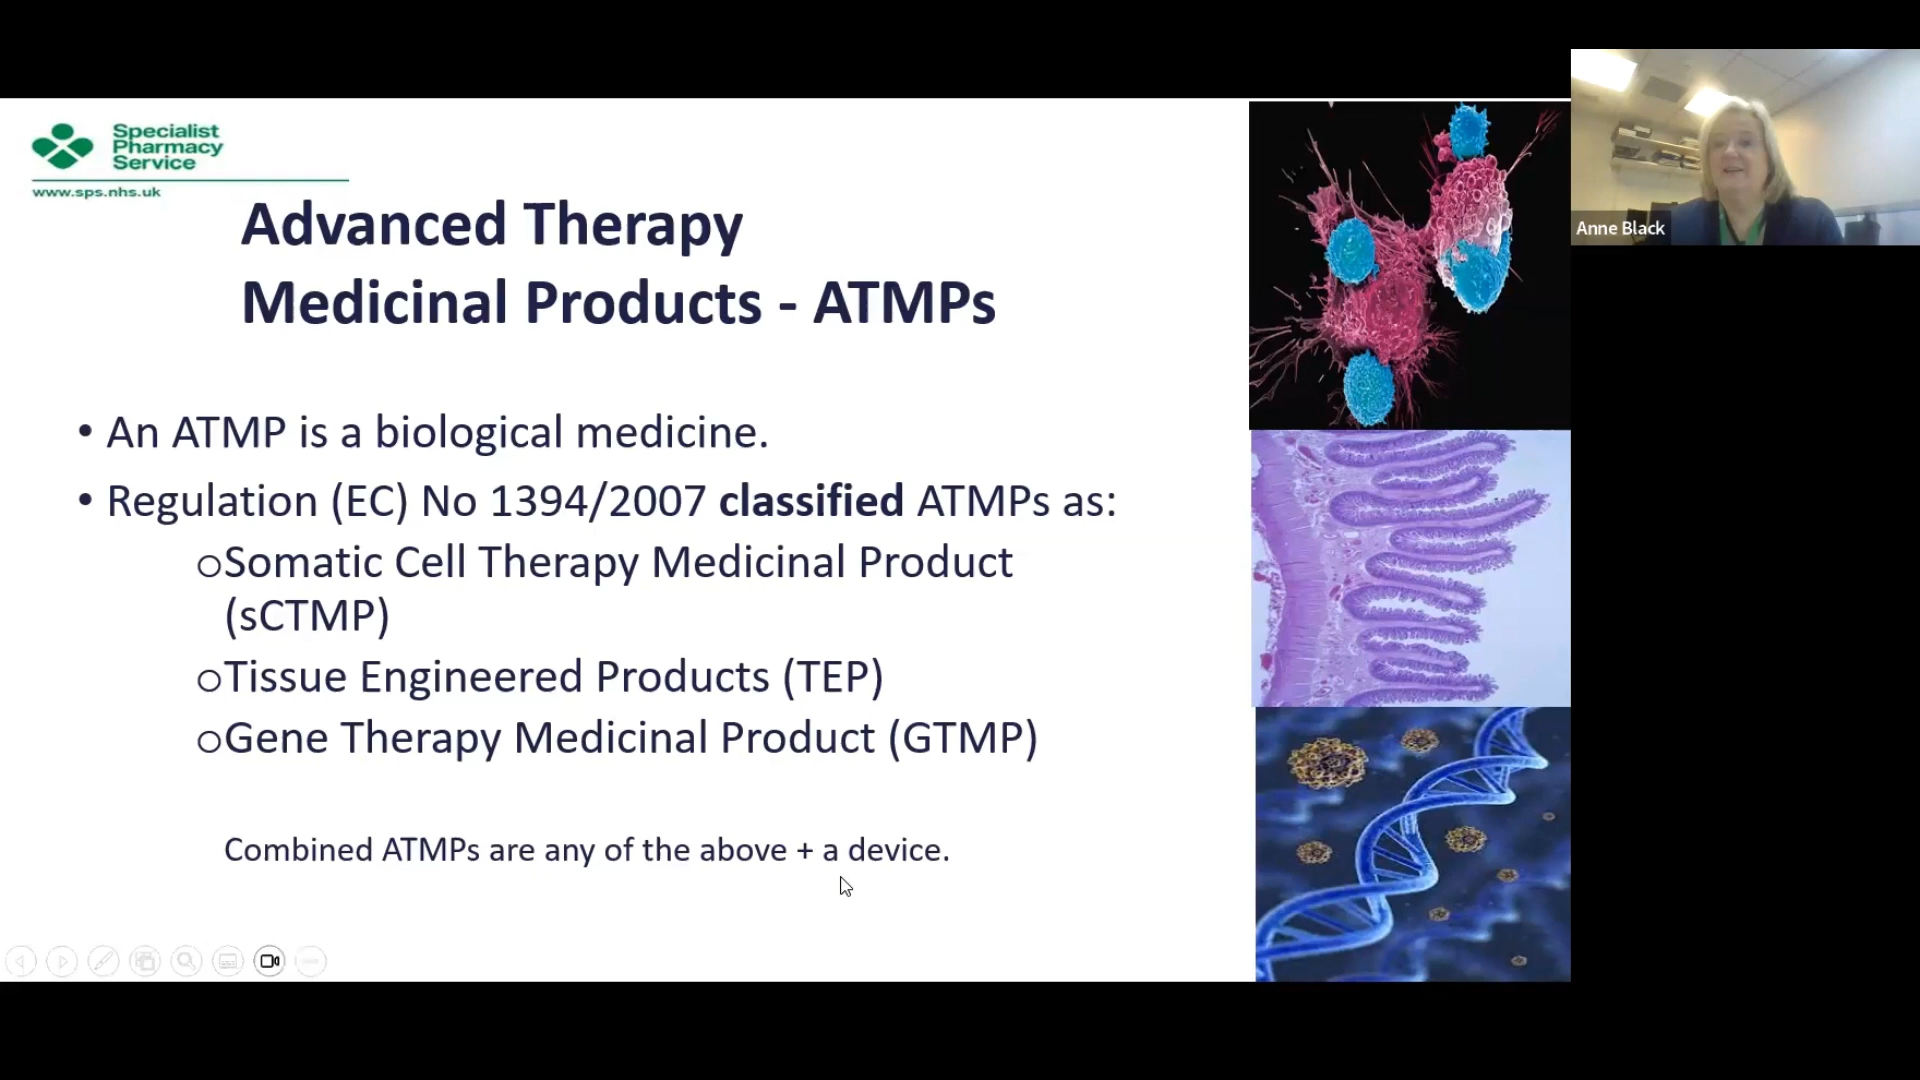 Specialist
Pharmacy
Service
www.sps.nhs.uk
Advanced Therapy
Medicinal Products - ATMPs
• An ATMP is a biological medicine.
• Regulation (EC) No 1394/2007 classified ATMPs as:
oSomatic Cell Therapy Medicinal Product
(sCTMP)
oTissue Engineered Products (TEP)
oGene Therapy Medicinal Product (GTMP)
Combined ATMPs are any of the above + a device.
Anne Black